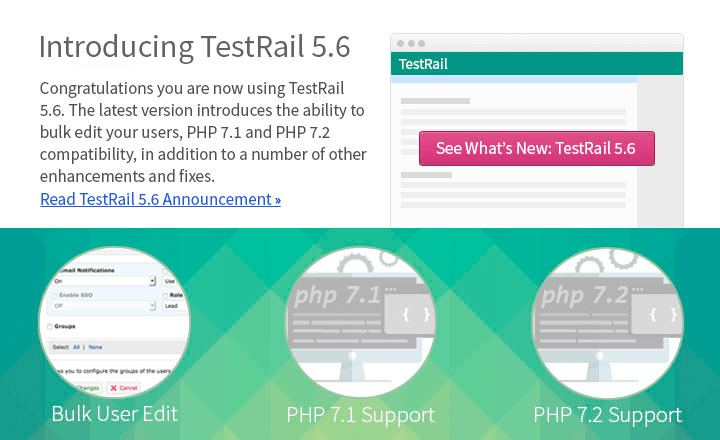 Introducing TestRail 5.6
Congratulations you are now using TestRail
5.6. The latest version introduces the ability to
bulk edit your users, PHP 7.1 and PHP 7.2
compatibility, in addition to a number of other
enhancements and fixes.
Read TestRail 5.6 Announcement »
TestRail
See What's New: TestRail 5.6
Email Notifications
On
Use
Enable SSO
Role
Off
Lead
Groups
Select All | None
you to configure the groups of the users
Changes Cancel
Bulk User Edit
php 7.1
{ }
PHP 7.1 Support
php 7.2
{ }
PHP 7.2 Support